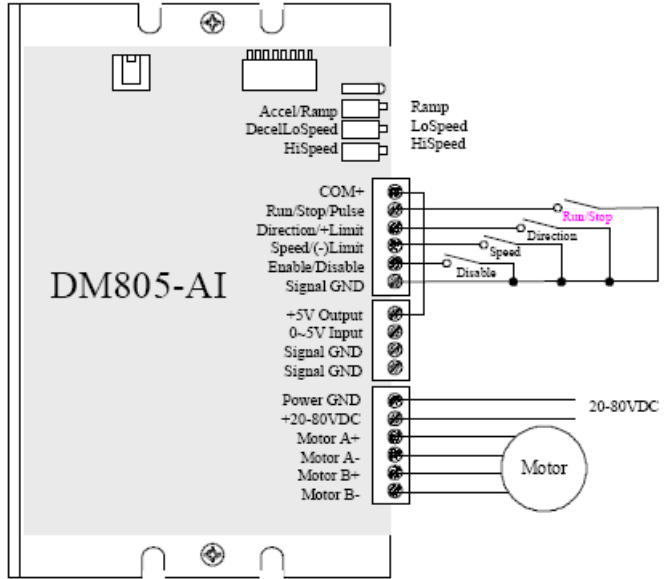 Accel/Ramp
Ramp
DecelLoSpeed
LoSpeed
HiSpeed
HiSpeed
COM+
Run/Stop/Pulse
Run/Stop
Direction/+Limit
Direction
Speed/(-)Limit
Speed
Enable/Disable
Disable
Signal GND
DM805-AI
+5V Output
0~5V Input
Signal GND
Signal GND
Power GND
20-80VDC
+20-80VDC
Motor A+
Motor A-
Motor B+
Motor B-
Motor